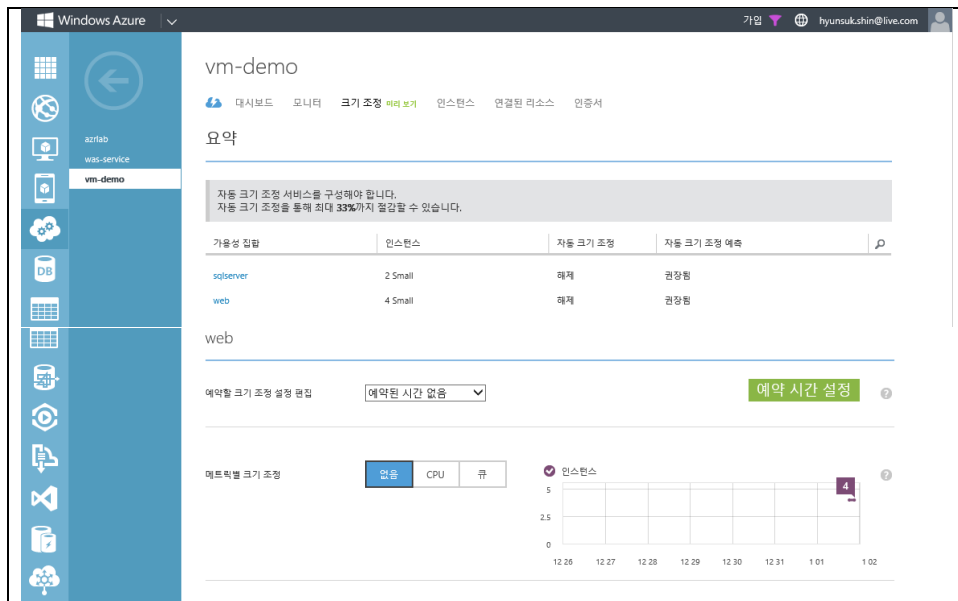 Windows Azure
가입
hyunsuk.shin@live.com
azrlab
was-service
vm-demo
DB
vm-demo
대시보드 모니터 크기 조정 미리 보기 인스턴스 연결된 리소스 인증서
요약
자동 크기 조정 서비스를 구성해야 합니다.
자동 크기 조정을 통해 최대 33%까지 절감할 수 있습니다.
가용성 집합 인스턴스 자동 크기 조정 자동 크기 조정 예측
sqlserver 2 Small 해제 권장됨
web 4 Small 해제 권장됨
web
예약할 크기 조정 설정 편집 예약된 시간 없음 예약 시간 설정 ?
메트릭별 크기 조정 없음 CPU 큐 인스턴스 ?
5
4
2.5
0
12 26 12 27 12 28 12 29 12 30 12 31 1 01 1 02